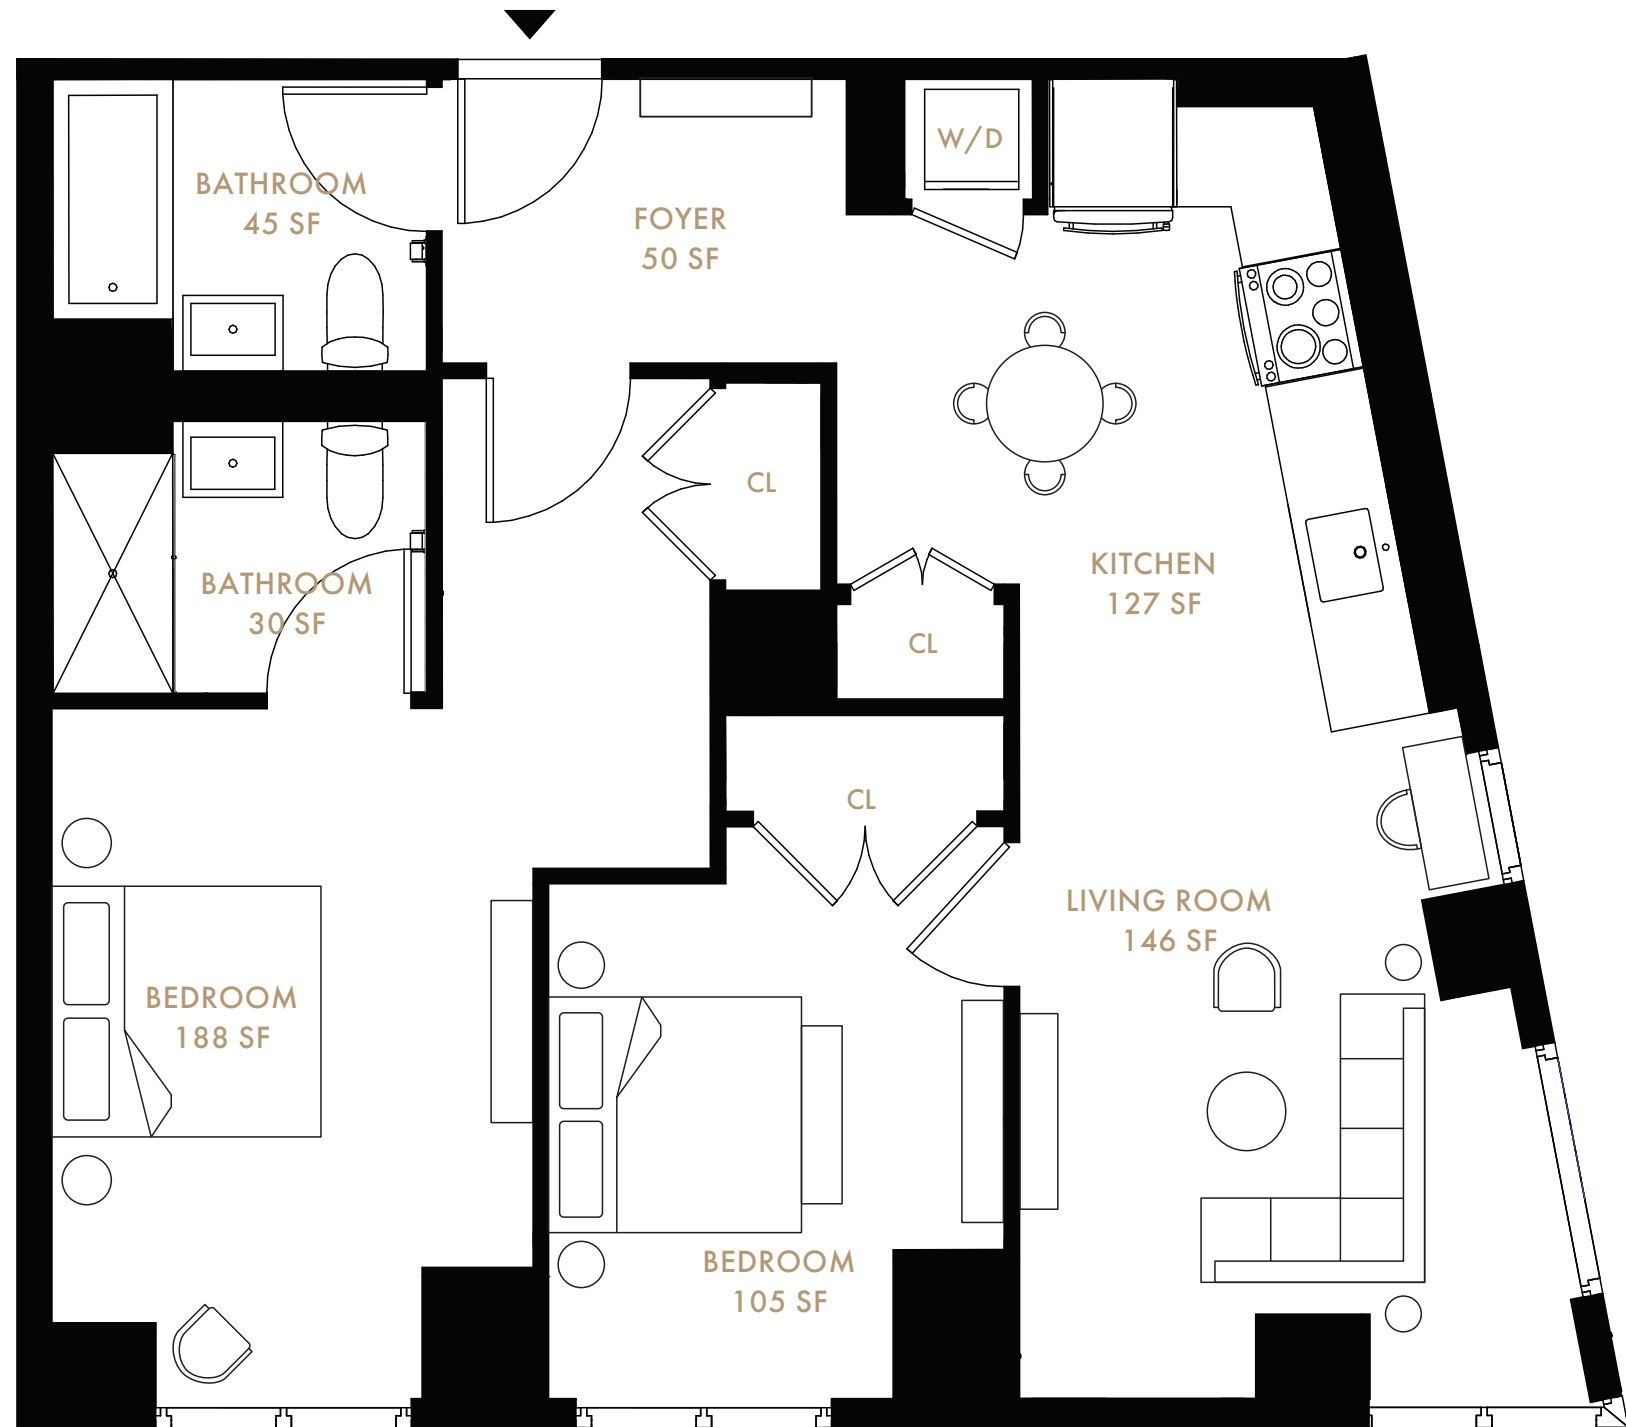 W/D
BATHROOM
45 SF
FOYER
50 SF
CL
KITCHEN
127 SF
BATHROOM
30 SF
CL
CL
LIVING ROOM
146 SF
BEDROOM
188 SF
BEDROOM
105 SF